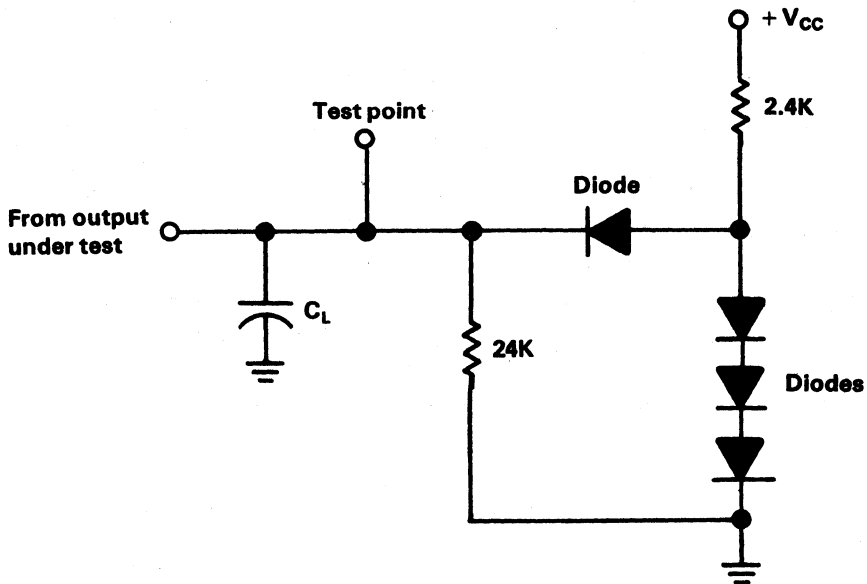 + VCC
2.4K
Test point
Diode
From output
under test
CL
24K
Diodes